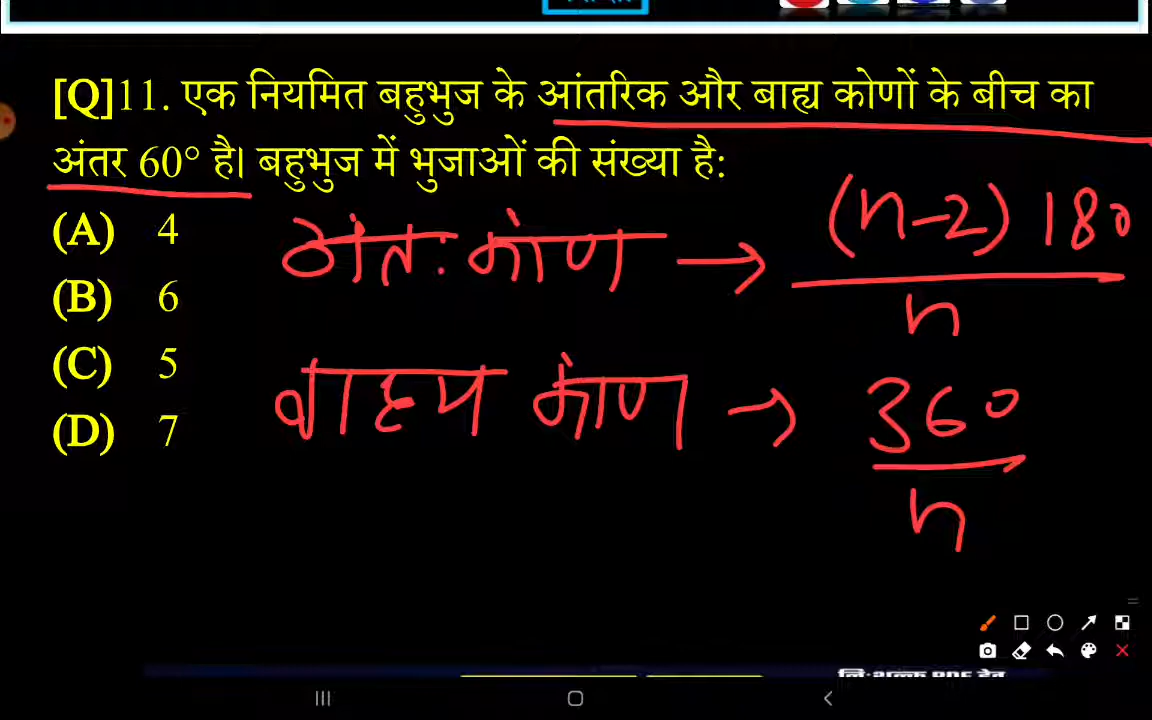 [Q]11. एक नियमित बहुभुज के आंतरिक और बाह्य कोणों के बीच का
अंतर 60° है। बहुभुज में भुजाओं की संख्या है:
(A) 4
(B) 6
(C) 5
(D) 7
अंत: कोण → (n-2) 180
n
बाह्य कोण → 360
n